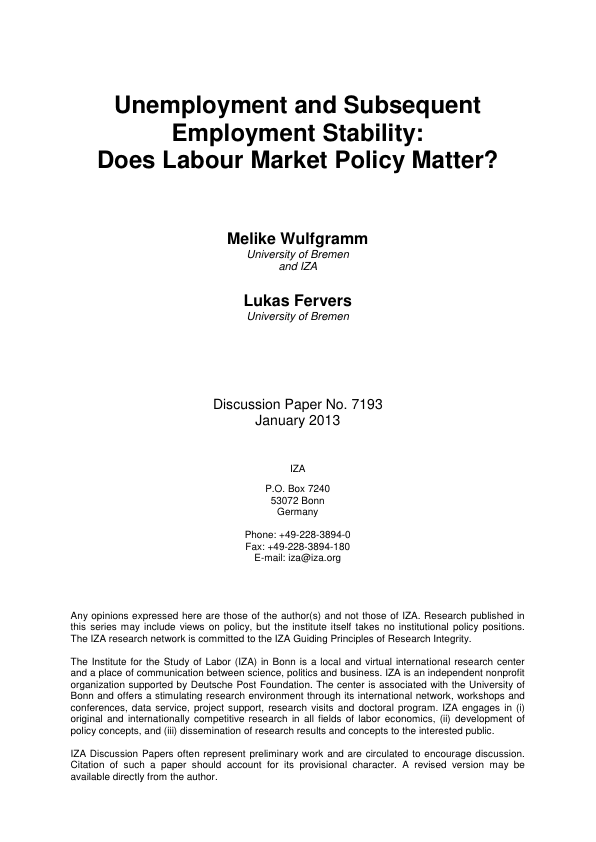 Unemployment and Subsequent
Employment Stability:
Does Labour Market Policy Matter?
Melike Wulfgramm
University of Bremen
and IZA
Lukas Fervers
University of Bremen
Discussion Paper No. 7193
January 2013
IZA
P.O. Box 7240
53072 Bonn
Germany
Phone: +49-228-3894-0
Fax: +49-228-3894-180
E-mail: iza@iza.org
Any opinions expressed here are those of the author(s) and not those of IZA. Research published in
this series may include views on policy, but the institute itself takes no institutional policy positions.
The IZA research network is committed to the IZA Guiding Principles of Research Integrity.
The Institute for the Study of Labor (IZA) in Bonn is a local and virtual international research center
and a place of communication between science, politics and business. IZA is an independent nonprofit
organization supported by Deutsche Post Foundation. The center is associated with the University of
Bonn and offers a stimulating research environment through its international network, workshops and
conferences, data service, project support, research visits and doctoral program. IZA engages in (i)
original and internationally competitive research in all fields of labor economics, (ii) development of
policy concepts, and (iii) dissemination of research results and concepts to the interested public.
IZA Discussion Papers often represent preliminary work and are circulated to encourage discussion.
Citation of such a paper should account for its provisional character. A revised version may be
available directly from the author.